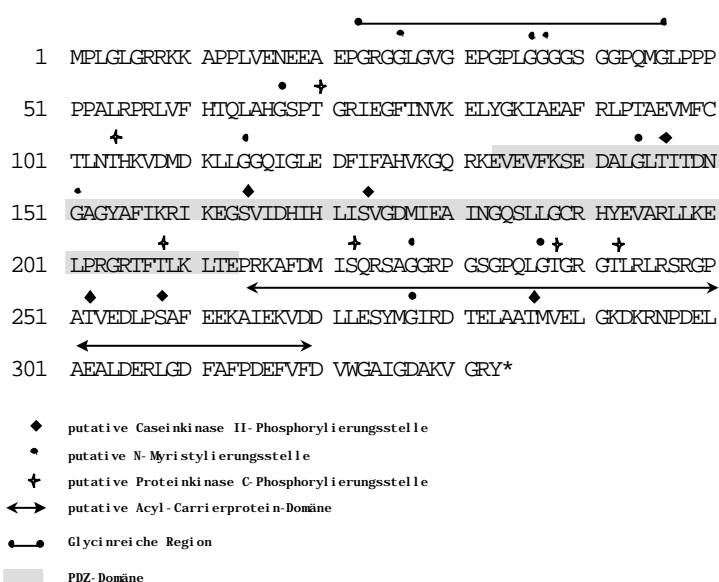 1 MPLGLGRRKK APPLVENEEA EPGRGGLGVG EPGPLGGGGS GGPQMGLPPP
51 PPALRPRLVF HTQLAHGSPT GRIEGFTNVK ELYGKIAEAF RLPTAEVMFC
101 TLNTHKVDMD KLLGGQIGLE DFIFAHVKGQ RKEVEVFKSE DALGLTITDN
151 GAGYAFIKRI KEGSVIDHIH LISVGDMIEA INGQSLLGCR HYEVARLLKE
201 LPRGRTFTLK LTEPRKAFDM ISQRSAGGRP GSGPQLGTGR GTLRLRSRGP
251 ATVEDLPSAF EEKAIEKVDD LLESYMGIRD TELAATMVEL GKDKRNPDEL
301 AEALDERLGD FAFPDEFVFD VWGAIGDAKV GRY*
putative Caseinkinase II-Phosphorylierungsstelle
putative N-Myristylierungsstelle
putative Proteinkinase C-Phosphorylierungsstelle
putative Acyl-Carrierprotein-Domäne
Glycinreiche Region
PDZ-Domäne